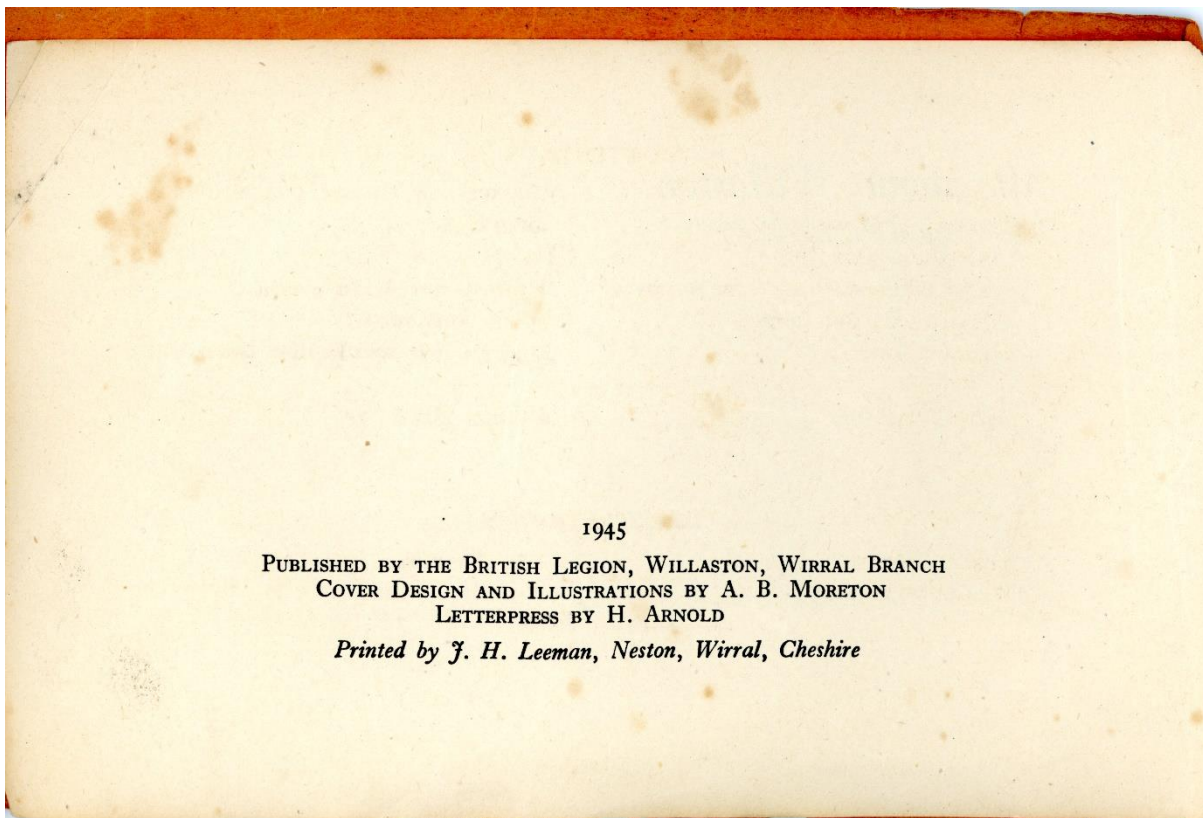 1945
Published by the British Legion, Willaston, Wirral Branch
Cover Design and Illustrations by A. B. Moreton
Letterpress by H. Arnold
Printed by J. H. Leeman, Neston, Wirral, Cheshire